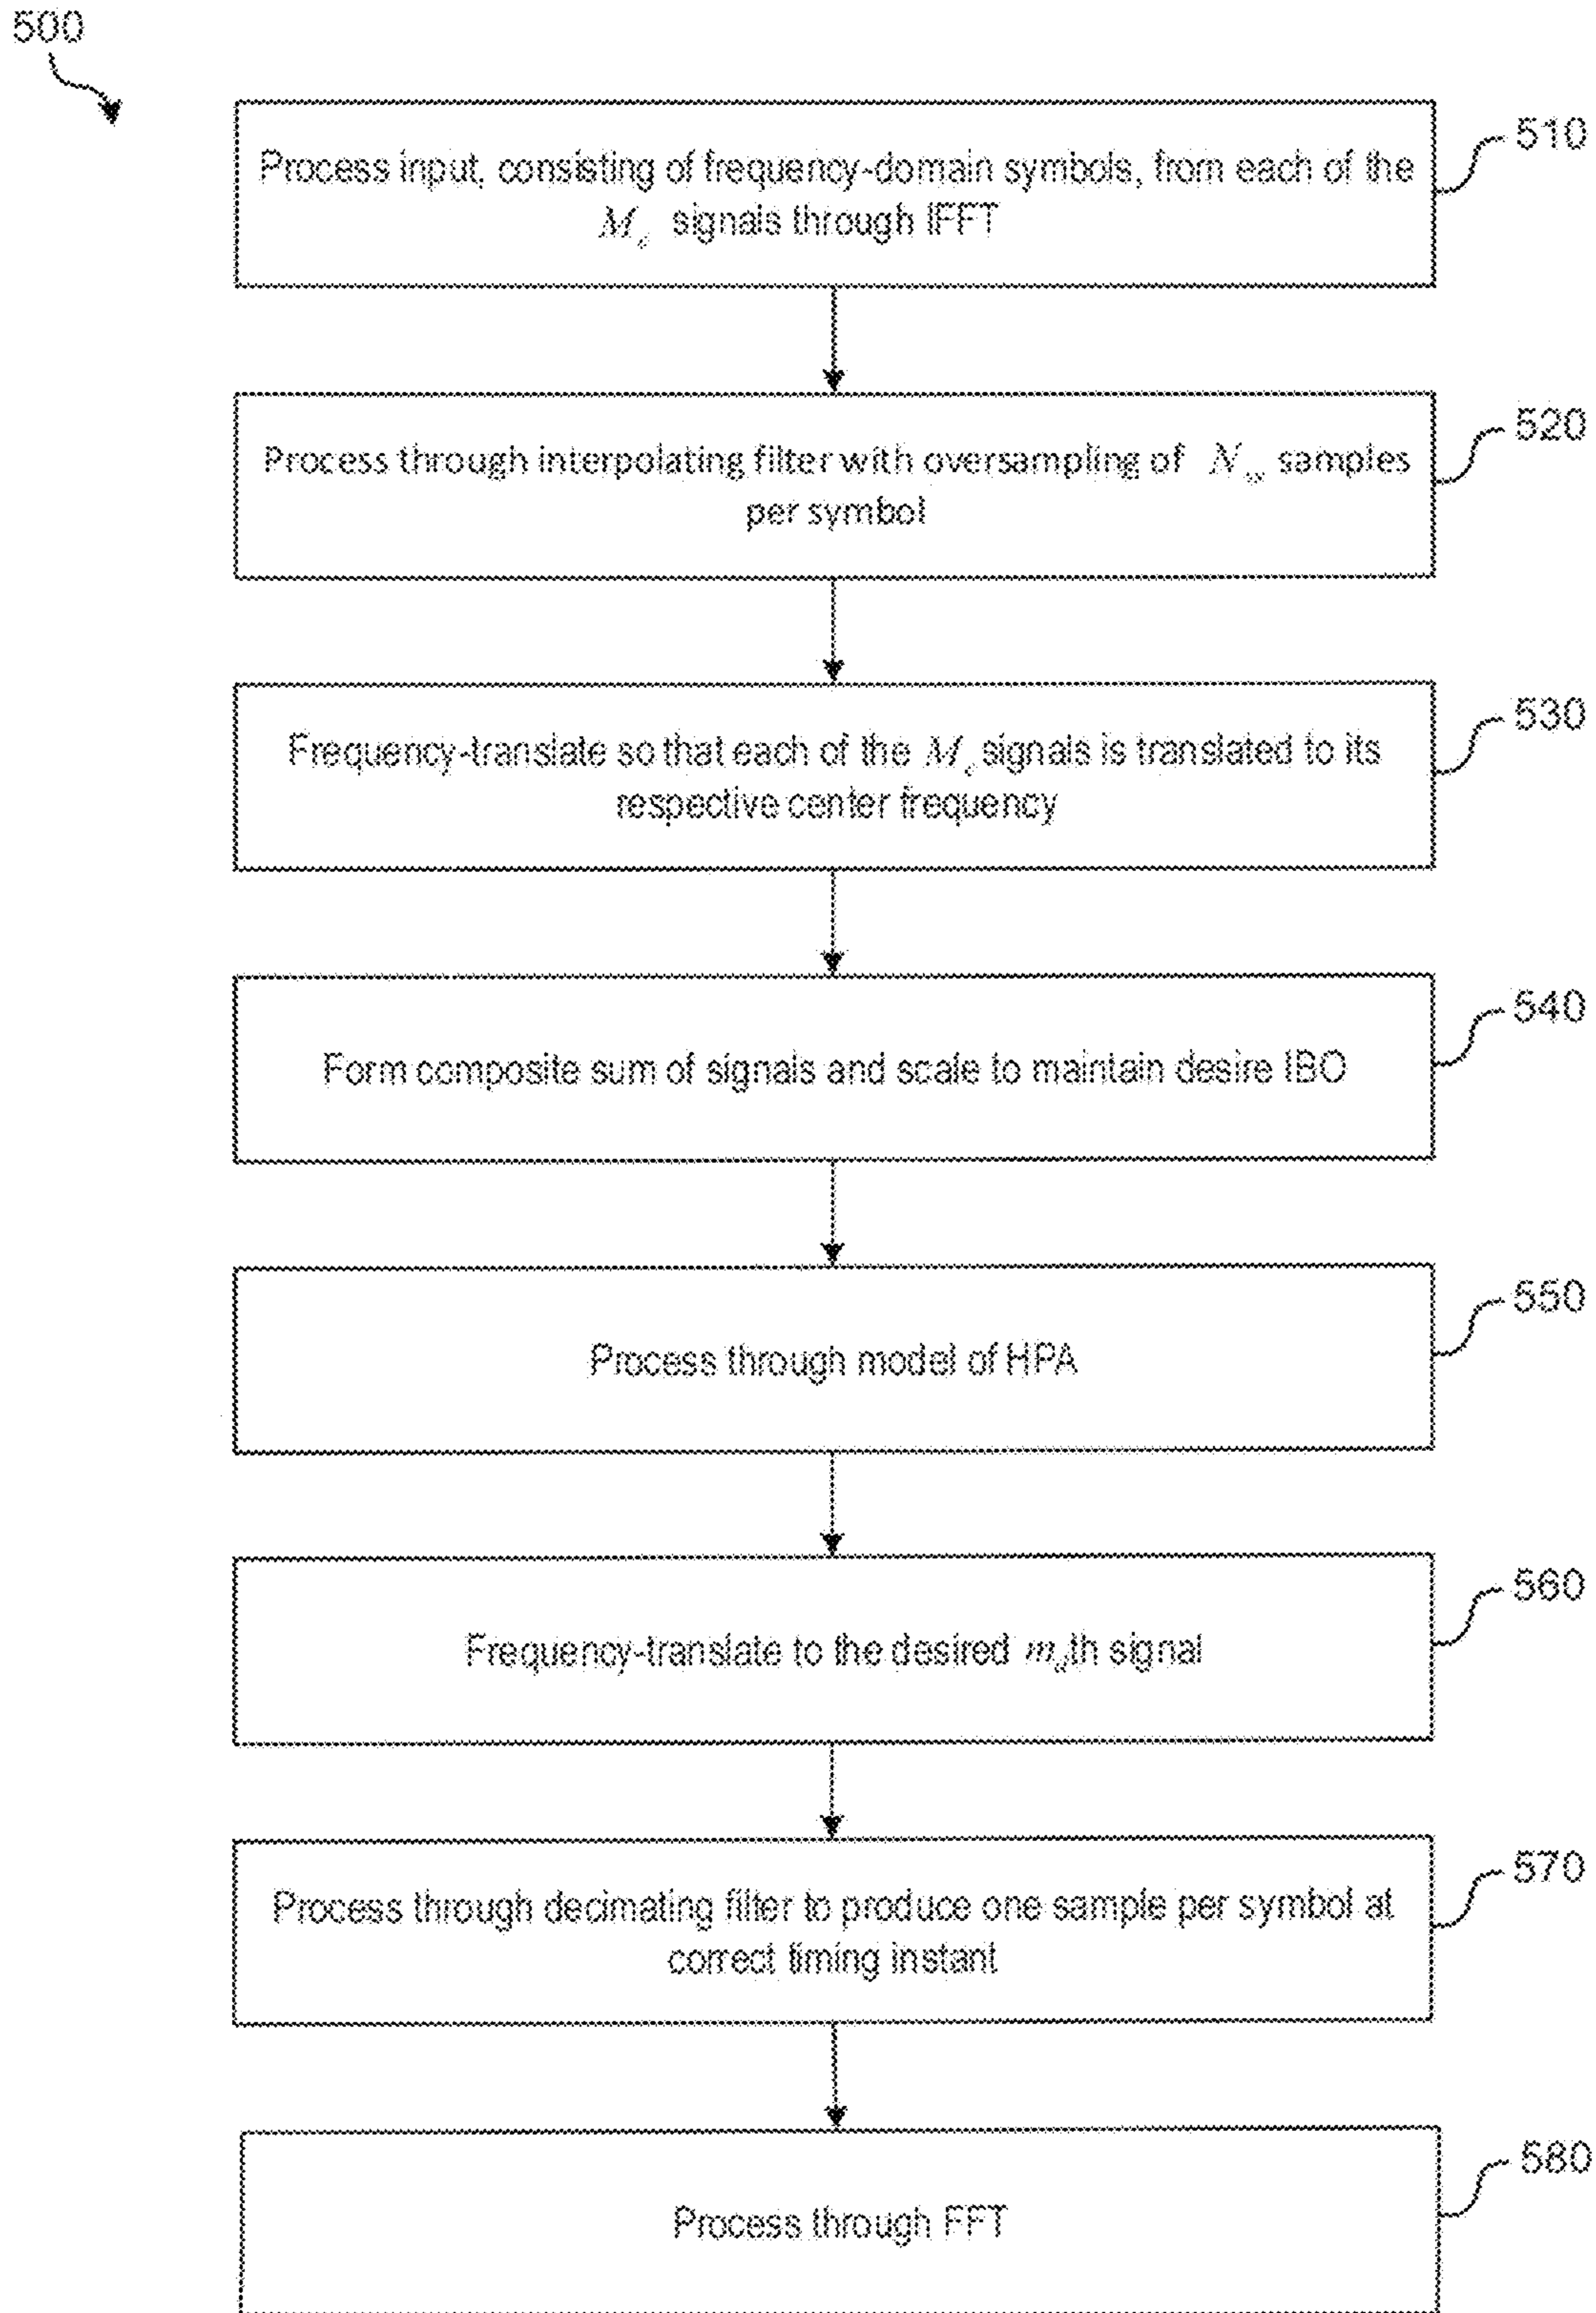 500
510
Process input, consisting of frequency-domain symbols, from each of the
M_c signals through IFFT
520
Process through interpolating filter with oversampling of N_ss samples
per symbol
530
Frequency-translate so that each of the M_c signals is translated to its
respective center frequency
540
Form composite sum of signals and scale to maintain desire IBO
550
Process through model of HPA
560
Frequency-translate to the desired m_dth signal
570
Process through decimating filter to produce one sample per symbol at
correct timing instant
580
Process through FFT